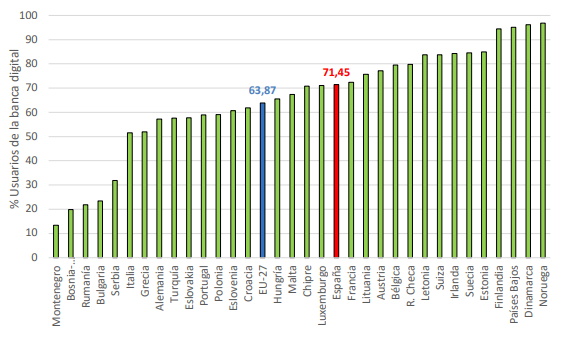 % Usuarios de la banca digital
100
90
80
70
60
50
40
30
20
10
0
63,87
71,45
Montenegro
Bosnia-..
Rumania
Bulgaria
Serbia
Italia
Grecia
Alemania
Turquía
Eslovakia
Portugal
Polonia
Eslovenia
Croacia
EU-27
Hungría
Malta
Chipre
Luxemburgo
España
Francia
Lituania
Austria
Bélgica
R. Checa
Letonia
Suiza
Irlanda
Suecia
Estonia
Finlandia
Países Bajos
Dinamarca
Noruega